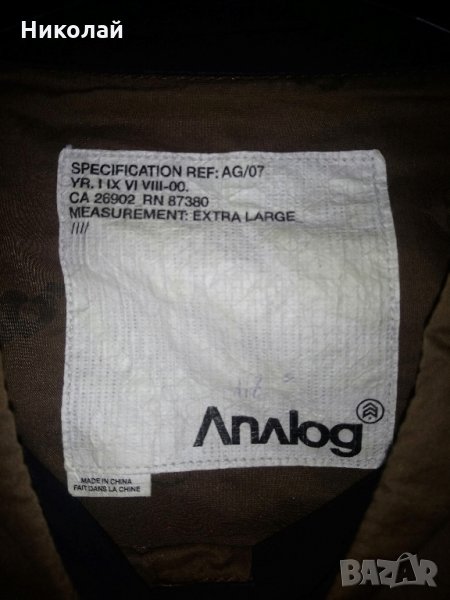 Николай
SPECIFICATION REF: AG/07
YR. I IX VI VIII-00.
CA 26902 RN 87380
MEASUREMENT: EXTRA LARGE
////
Analog
MADE IN CHINA
FAIT DANS LA CHINE
BAZAR